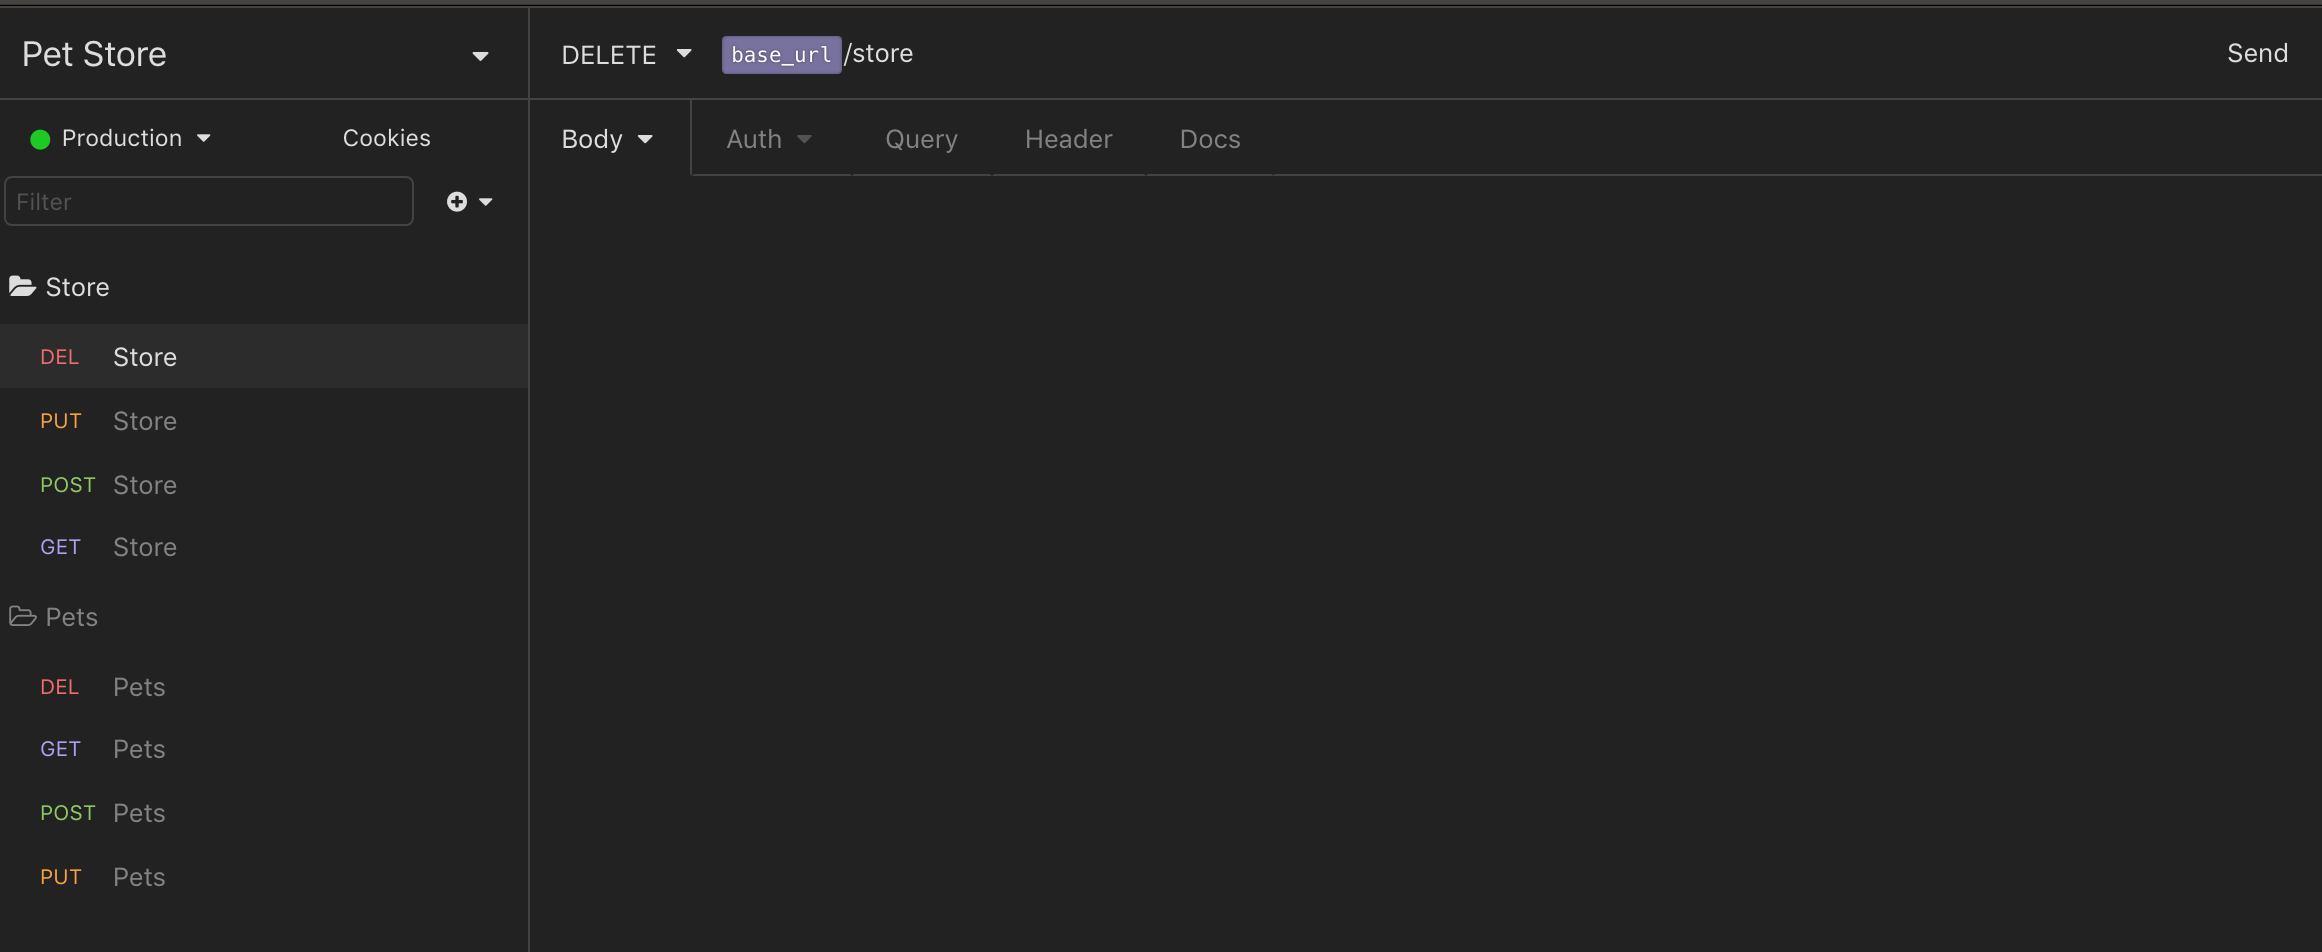 Pet Store
DELETE base_url/store Send
Production Cookies
Body Auth Query Header Docs
Filter
Store
DEL Store
PUT Store
POST Store
GET Store
Pets
DEL Pets
GET Pets
POST Pets
PUT Pets